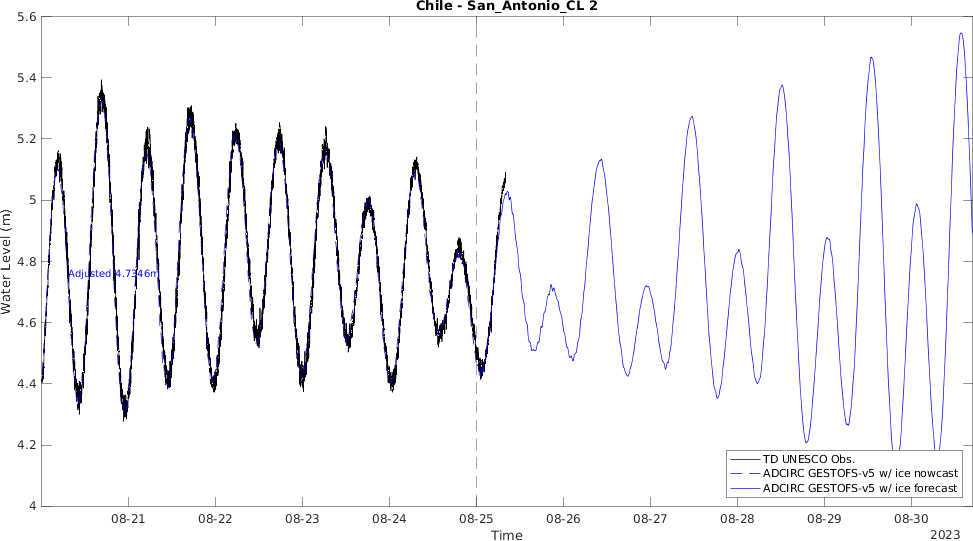 Chile - San_Antonio_CL 2
5.6
5.4
5.2
5
4.8
4.6
4.4
4.2
4
Water Level (m)
Adjusted 4.7346m
TD UNESCO Obs.
ADCIRC GESTOFS-v5 w/ ice nowcast
ADCIRC GESTOFS-v5 w/ ice forecast
08-21 08-22 08-23 08-24 08-25 08-26 08-27 08-28 08-29 08-30
Time
2023